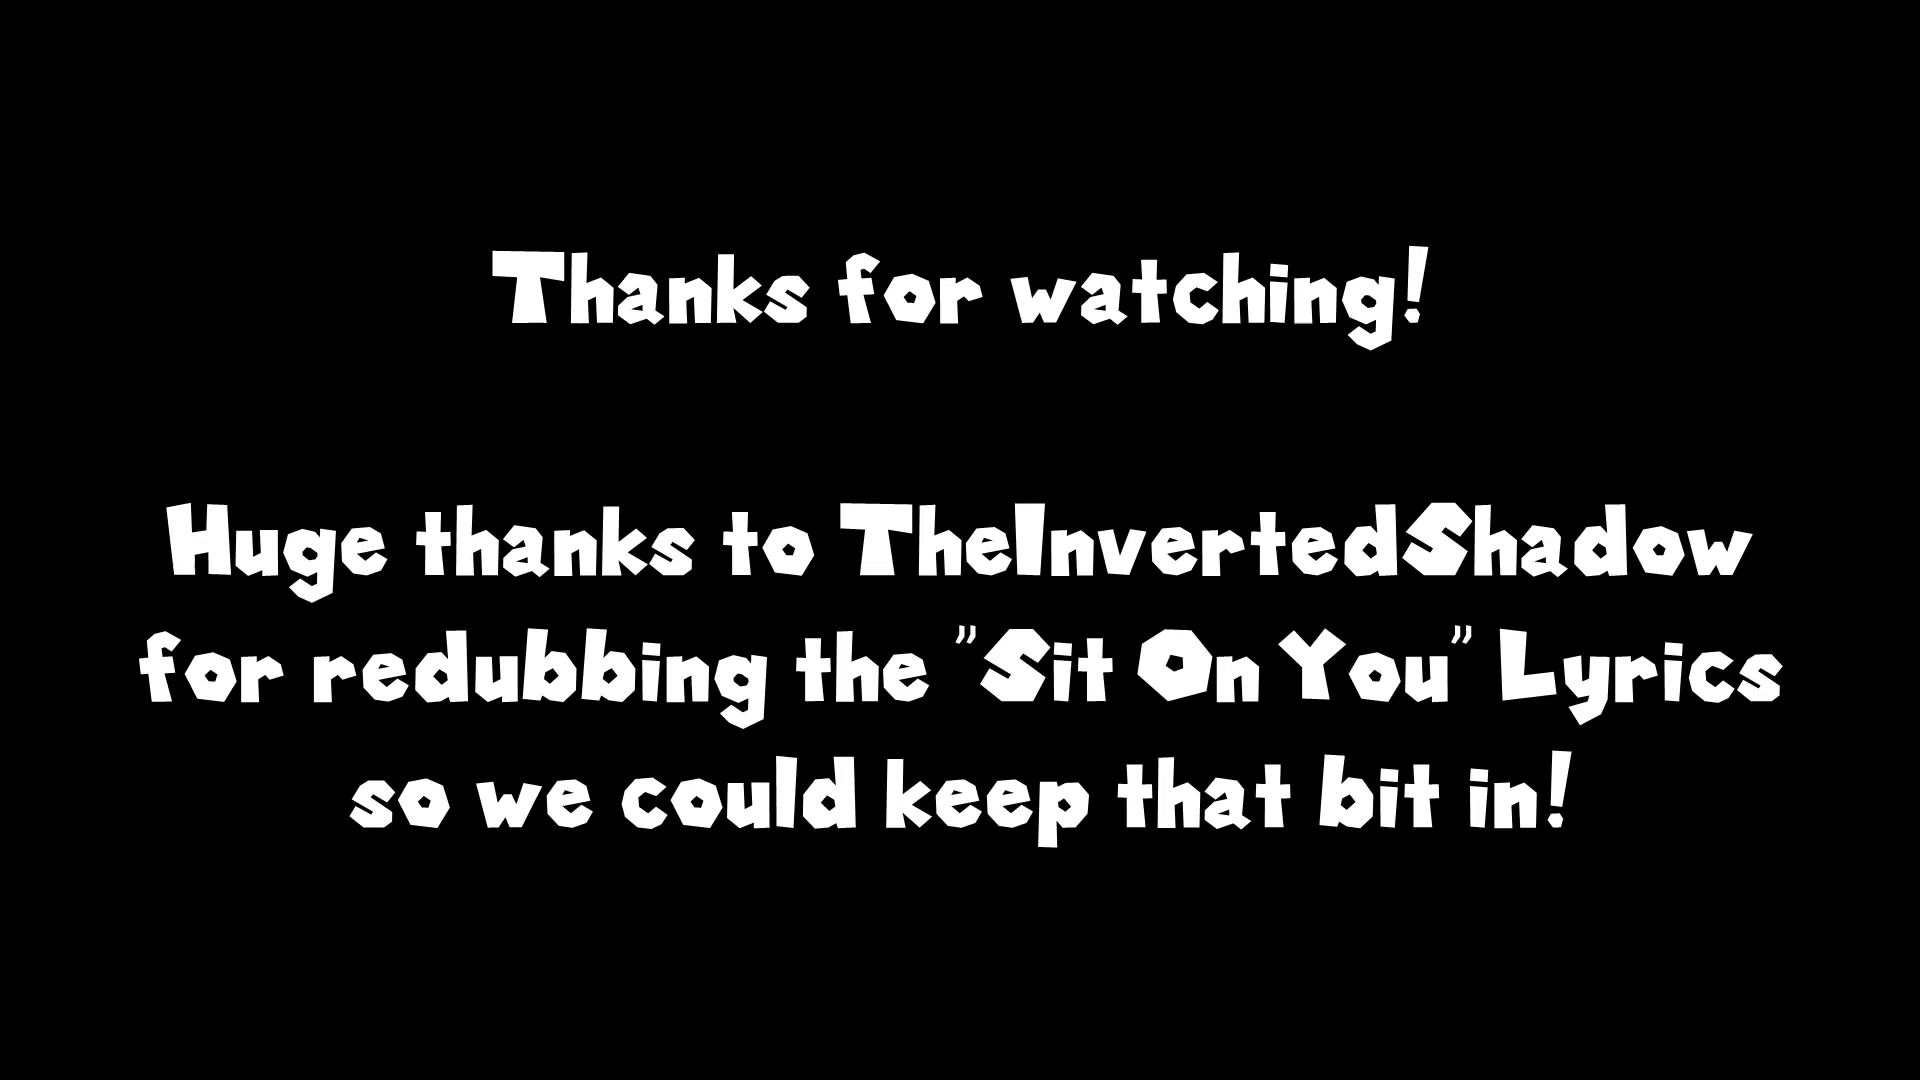 Thanks for watching!
Huge thanks to TheInvertedShadow
for redubbing the "Sit On You" Lyrics
so we could keep that bit in!